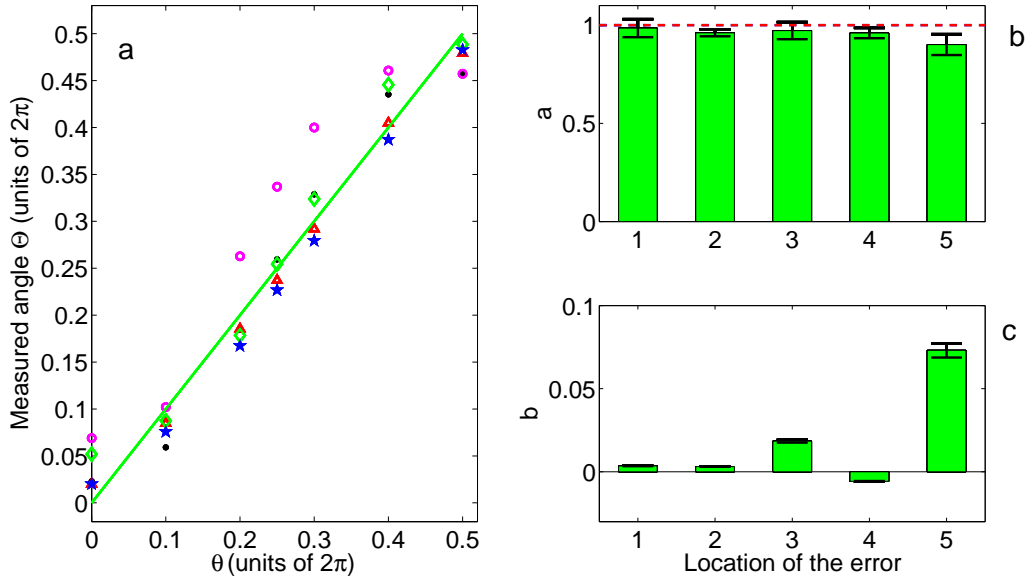 a
0.5
0.45
0.4
0.35
0.3
0.25
0.2
0.15
0.1
0.05
0
Measured angle Θ (units of 2π)
0 0.1 0.2 0.3 0.4 0.5
θ (units of 2π)
b
1
1
0
a
1 2 3 4 5
c
0.1
0.05
0
b
1 2 3 4 5
Location of the error